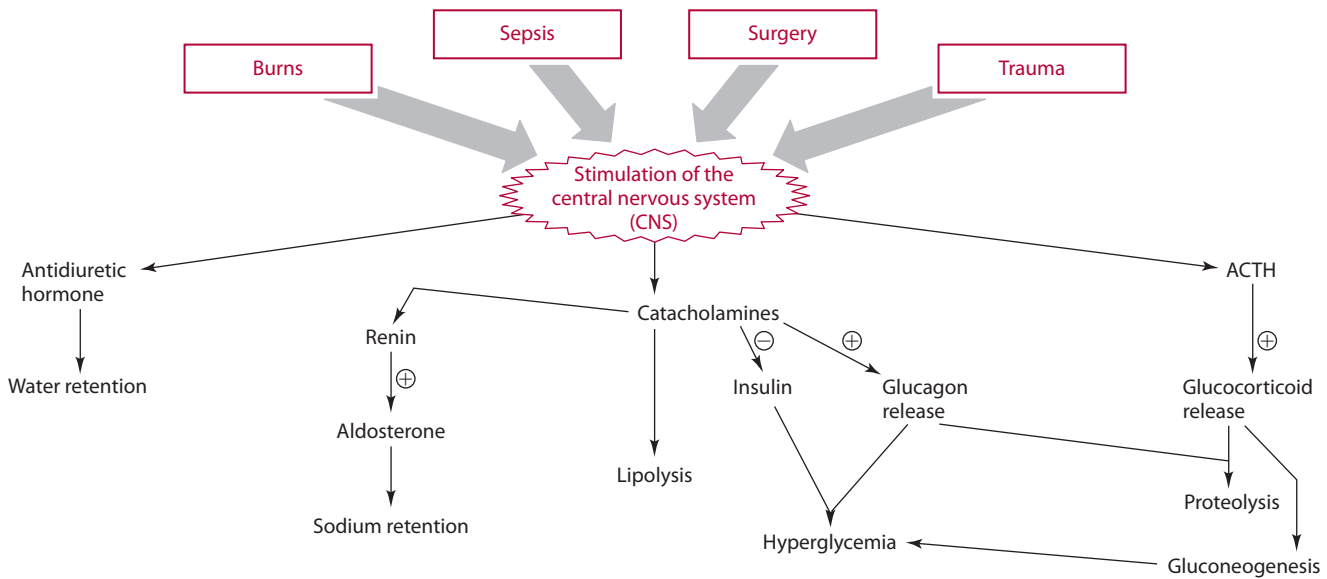 Burns
Sepsis
Surgery
Trauma
Stimulation of the
central nervous system
(CNS)
Antidiuretic
hormone
ACTH
Catacholamines
Renin
⊖
⊕
⊕
⊕
Water retention
Insulin
Glucagon
release
Glucocorticoid
release
Aldosterone
Lipolysis
Proteolysis
Sodium retention
Hyperglycemia
Gluconeogenesis